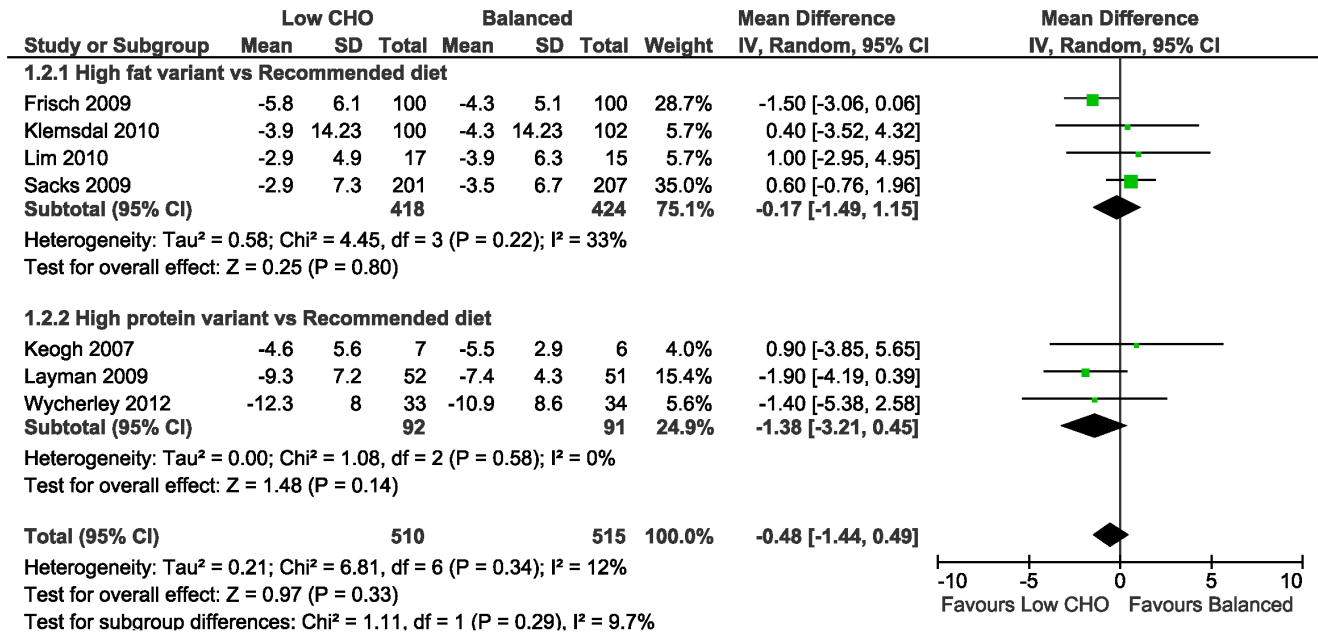 Low CHO Balanced Mean Difference Mean Difference
Study or Subgroup Mean SD Total Mean SD Total Weight IV, Random, 95% CI IV, Random, 95% CI
1.2.1 High fat variant vs Recommended diet
Frisch 2009 -5.8 6.1 100 -4.3 5.1 100 28.7% -1.50 [-3.06, 0.06]
Klemsdal 2010 -3.9 14.23 100 -4.3 14.23 102 5.7% 0.40 [-3.52, 4.32]
Lim 2010 -2.9 4.9 17 -3.9 6.3 15 5.7% 1.00 [-2.95, 4.95]
Sacks 2009 -2.9 7.3 201 -3.5 6.7 207 35.0% 0.60 [-0.76, 1.96]
Subtotal (95% CI) 418 424 75.1% -0.17 [-1.49, 1.15]
Heterogeneity: Tau² = 0.58; Chi² = 4.45, df = 3 (P = 0.22); I² = 33%
Test for overall effect: Z = 0.25 (P = 0.80)
1.2.2 High protein variant vs Recommended diet
Keogh 2007 -4.6 5.6 7 -5.5 2.9 6 4.0% 0.90 [-3.85, 5.65]
Layman 2009 -9.3 7.2 52 -7.4 4.3 51 15.4% -1.90 [-4.19, 0.39]
Wycherley 2012 -12.3 8 33 -10.9 8.6 34 5.6% -1.40 [-5.38, 2.58]
Subtotal (95% CI) 92 91 24.9% -1.38 [-3.21, 0.45]
Heterogeneity: Tau² = 0.00; Chi² = 1.08, df = 2 (P = 0.58); I² = 0%
Test for overall effect: Z = 1.48 (P = 0.14)
Total (95% CI) 510 515 100.0% -0.48 [-1.44, 0.49]
Heterogeneity: Tau² = 0.21; Chi² = 6.81, df = 6 (P = 0.34); I² = 12%
Test for overall effect: Z = 0.97 (P = 0.33)
Test for subgroup differences: Chi² = 1.11, df = 1 (P = 0.29), I² = 9.7%
-10 -5 0 5 10
Favours Low CHO Favours Balanced